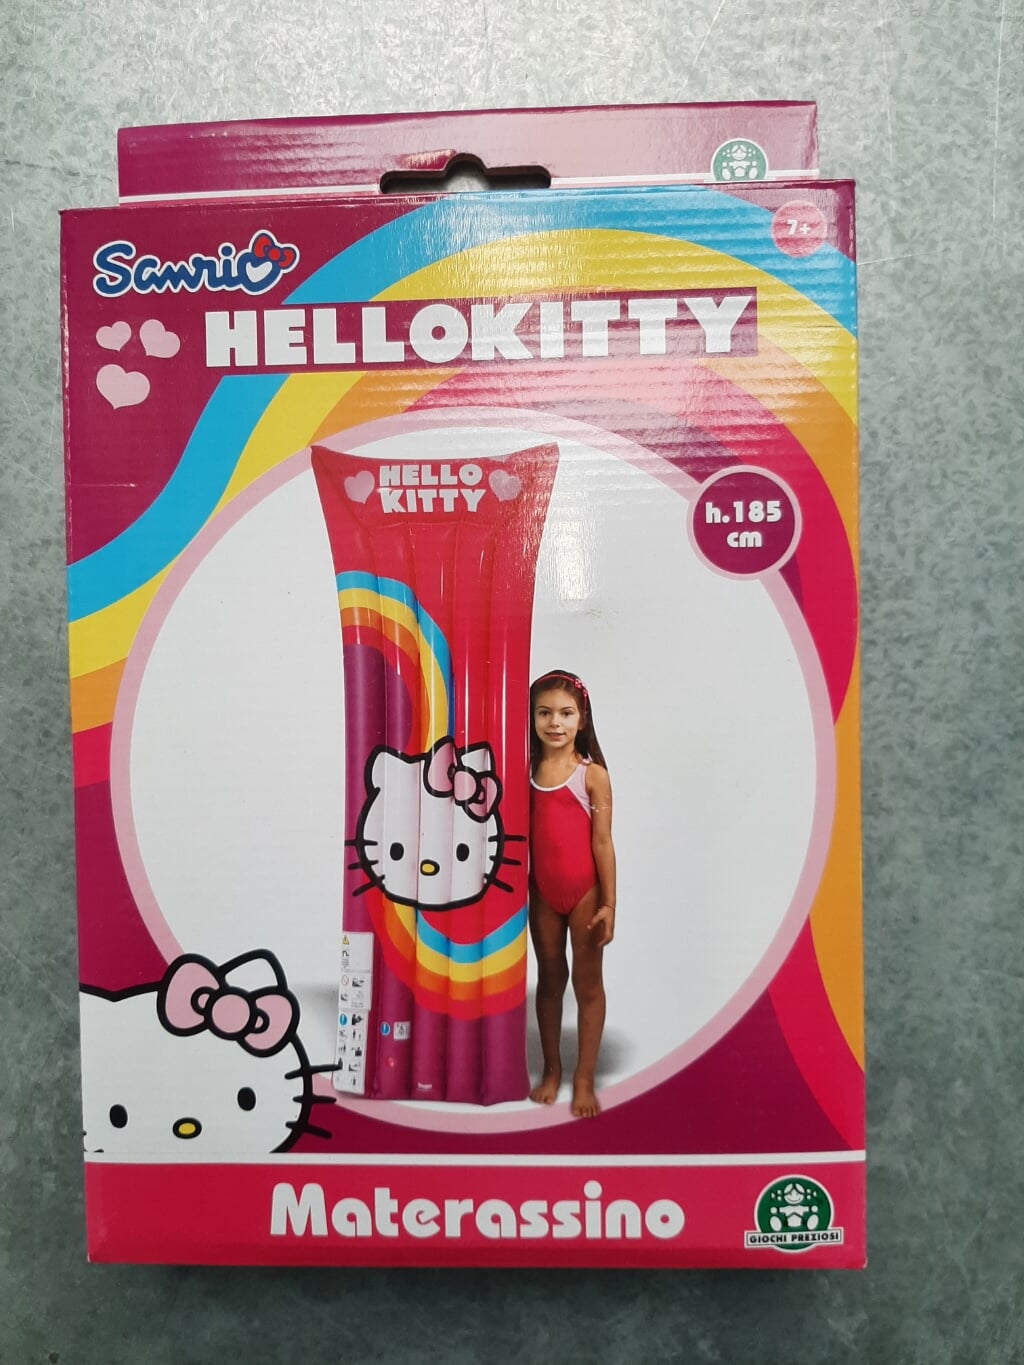 7+
Sanrio
HELLOKITTY
HELLO
KITTY
h.185
cm
Materassino
GIOCHI PREZIOSI